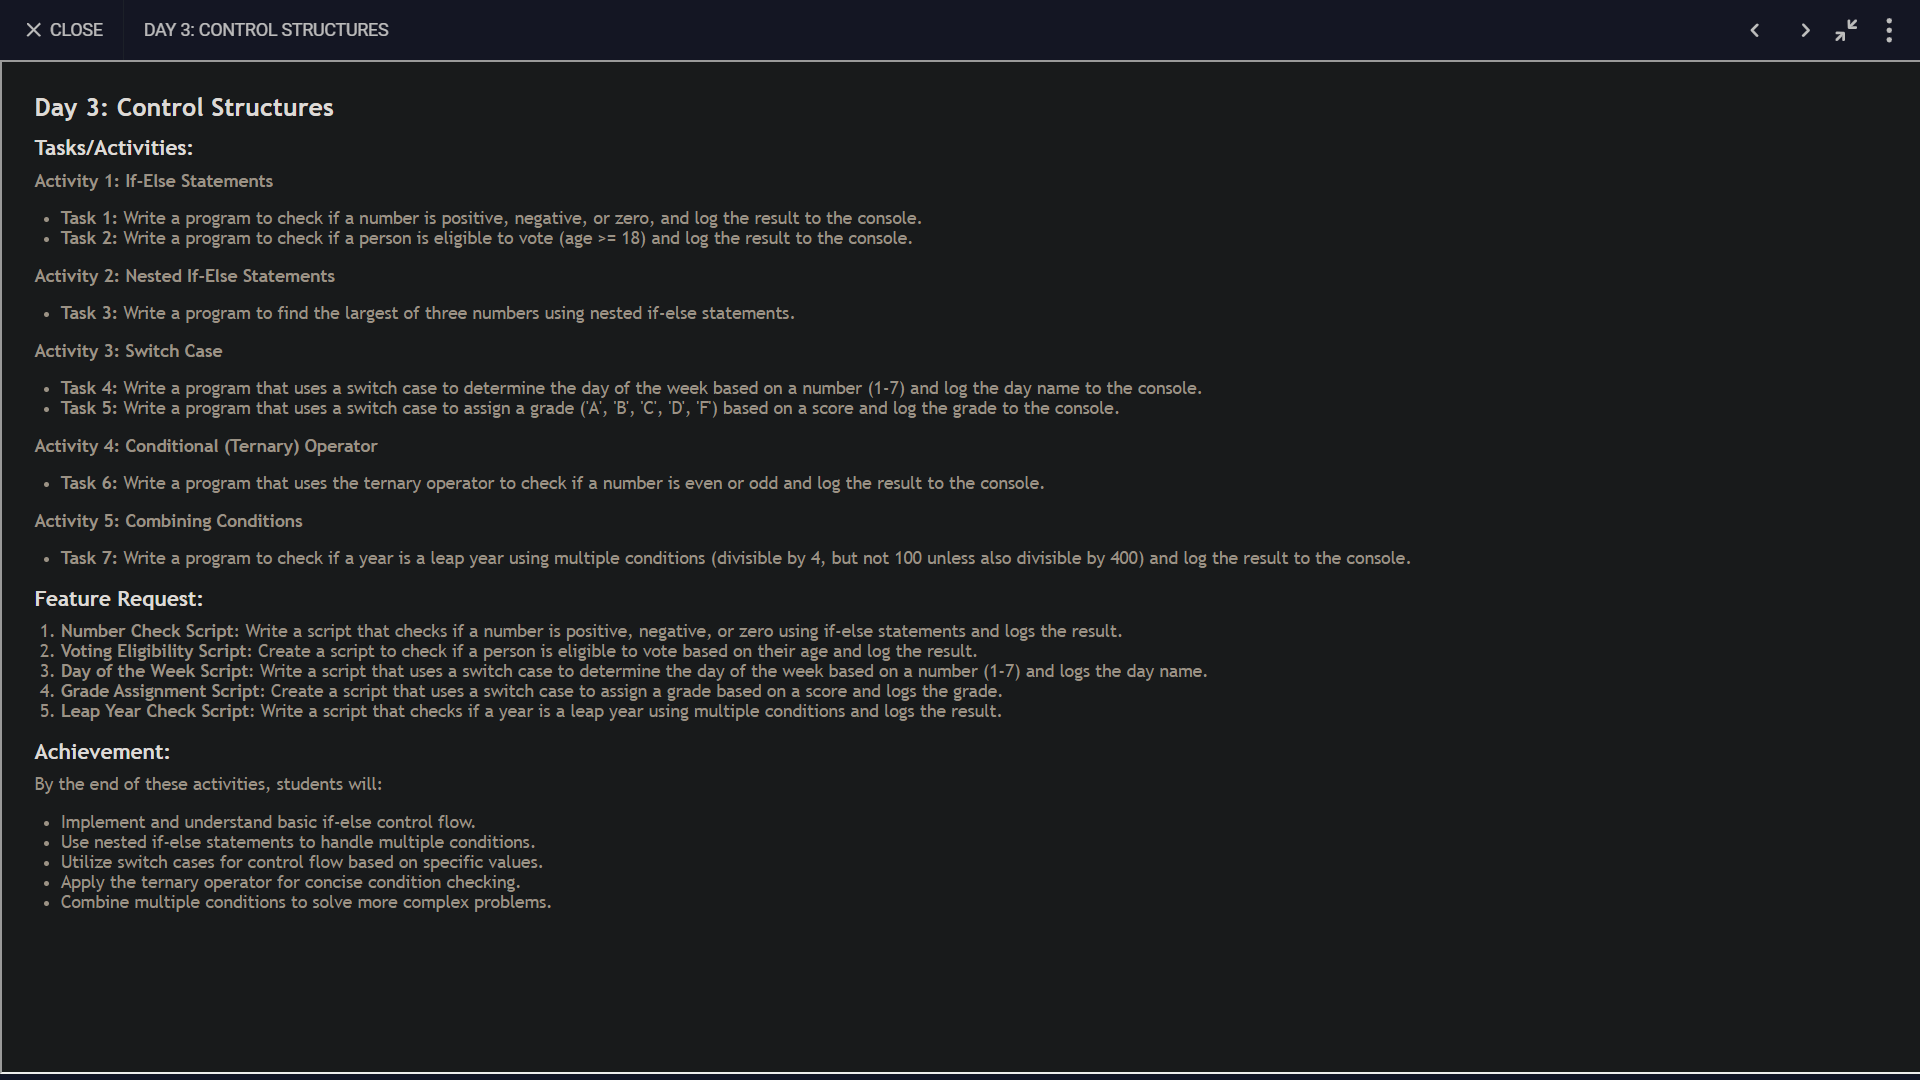 CLOSE
DAY 3: CONTROL STRUCTURES
Day 3: Control Structures
Tasks/Activities:
Activity 1: If-Else Statements
• Task 1: Write a program to check if a number is positive, negative, or zero, and log the result to the console.
• Task 2: Write a program to check if a person is eligible to vote (age >= 18) and log the result to the console.
Activity 2: Nested If-Else Statements
• Task 3: Write a program to find the largest of three numbers using nested if-else statements.
Activity 3: Switch Case
• Task 4: Write a program that uses a switch case to determine the day of the week based on a number (1-7) and log the day name to the console.
• Task 5: Write a program that uses a switch case to assign a grade ('A', 'B', 'C', 'D', 'F') based on a score and log the grade to the console.
Activity 4: Conditional (Ternary) Operator
• Task 6: Write a program that uses the ternary operator to check if a number is even or odd and log the result to the console.
Activity 5: Combining Conditions
• Task 7: Write a program to check if a year is a leap year using multiple conditions (divisible by 4, but not 100 unless also divisible by 400) and log the result to the console.
Feature Request:
1. Number Check Script: Write a script that checks if a number is positive, negative, or zero using if-else statements and logs the result.
2. Voting Eligibility Script: Create a script to check if a person is eligible to vote based on their age and log the result.
3. Day of the Week Script: Write a script that uses a switch case to determine the day of the week based on a number (1-7) and logs the day name.
4. Grade Assignment Script: Create a script that uses a switch case to assign a grade based on a score and logs the grade.
5. Leap Year Check Script: Write a script that checks if a year is a leap year using multiple conditions and logs the result.
Achievement:
By the end of these activities, students will:
• Implement and understand basic if-else control flow.
• Use nested if-else statements to handle multiple conditions.
• Utilize switch cases for control flow based on specific values.
• Apply the ternary operator for concise condition checking.
• Combine multiple conditions to solve more complex problems.